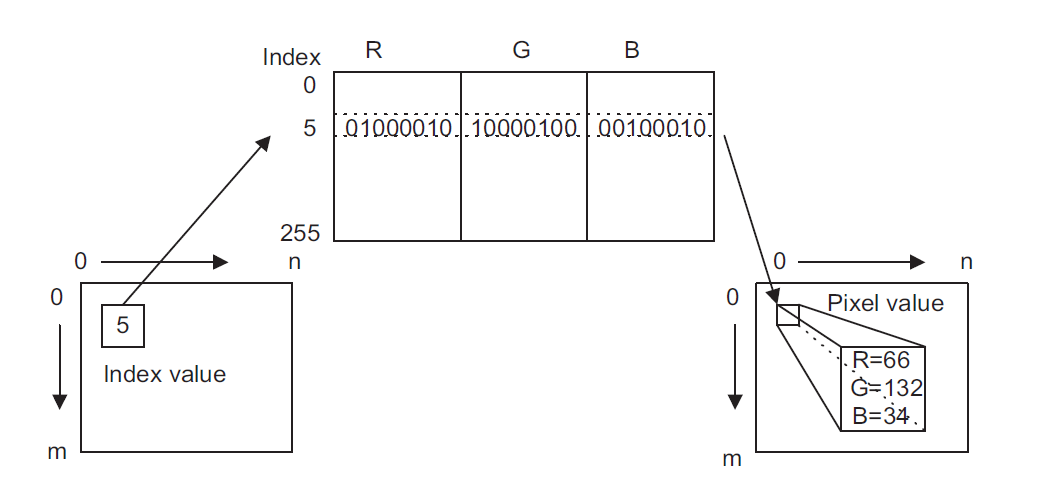 Index R G B
0
5 01000010 10000100 00100010
255
0 n
0
5
Index value
m
0 n
0
Pixel value
R=66
G=132
B=34
m